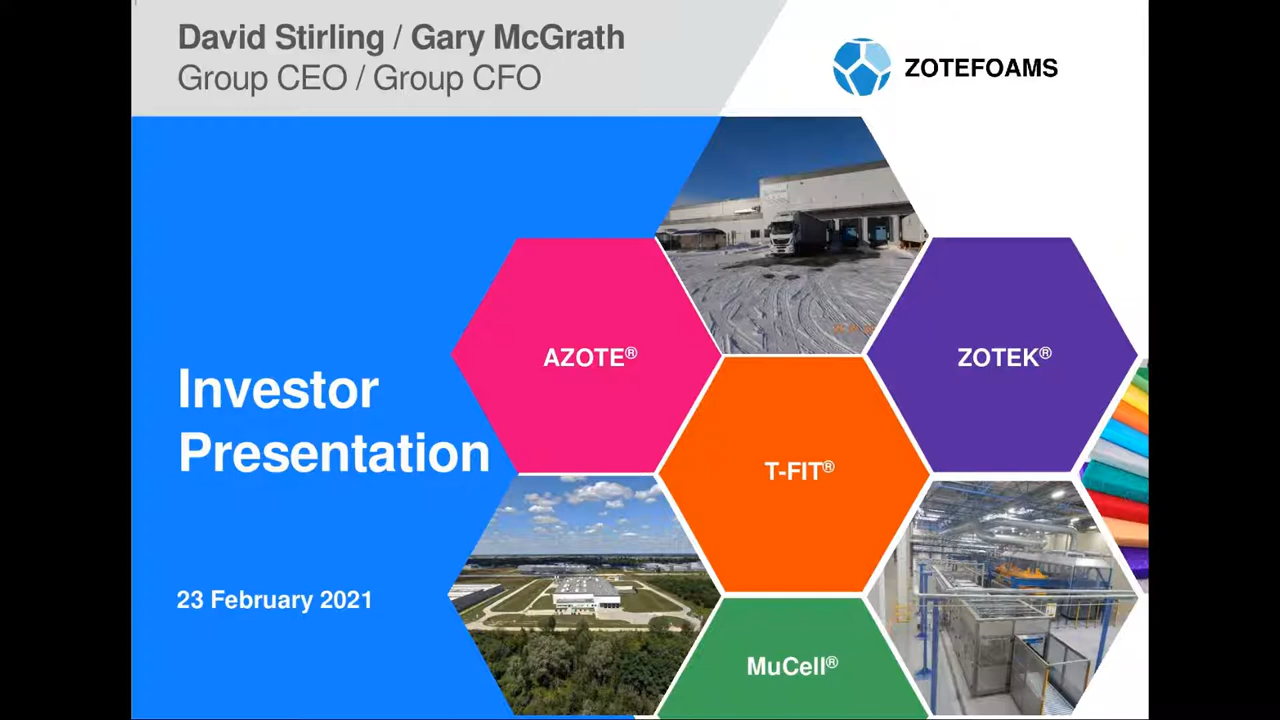 David Stirling / Gary McGrath
Group CEO / Group CFO
ZOTEFOAMS
AZOTE®
ZOTEK®
Investor
Presentation
T-FIT®
23 February 2021
MuCell®